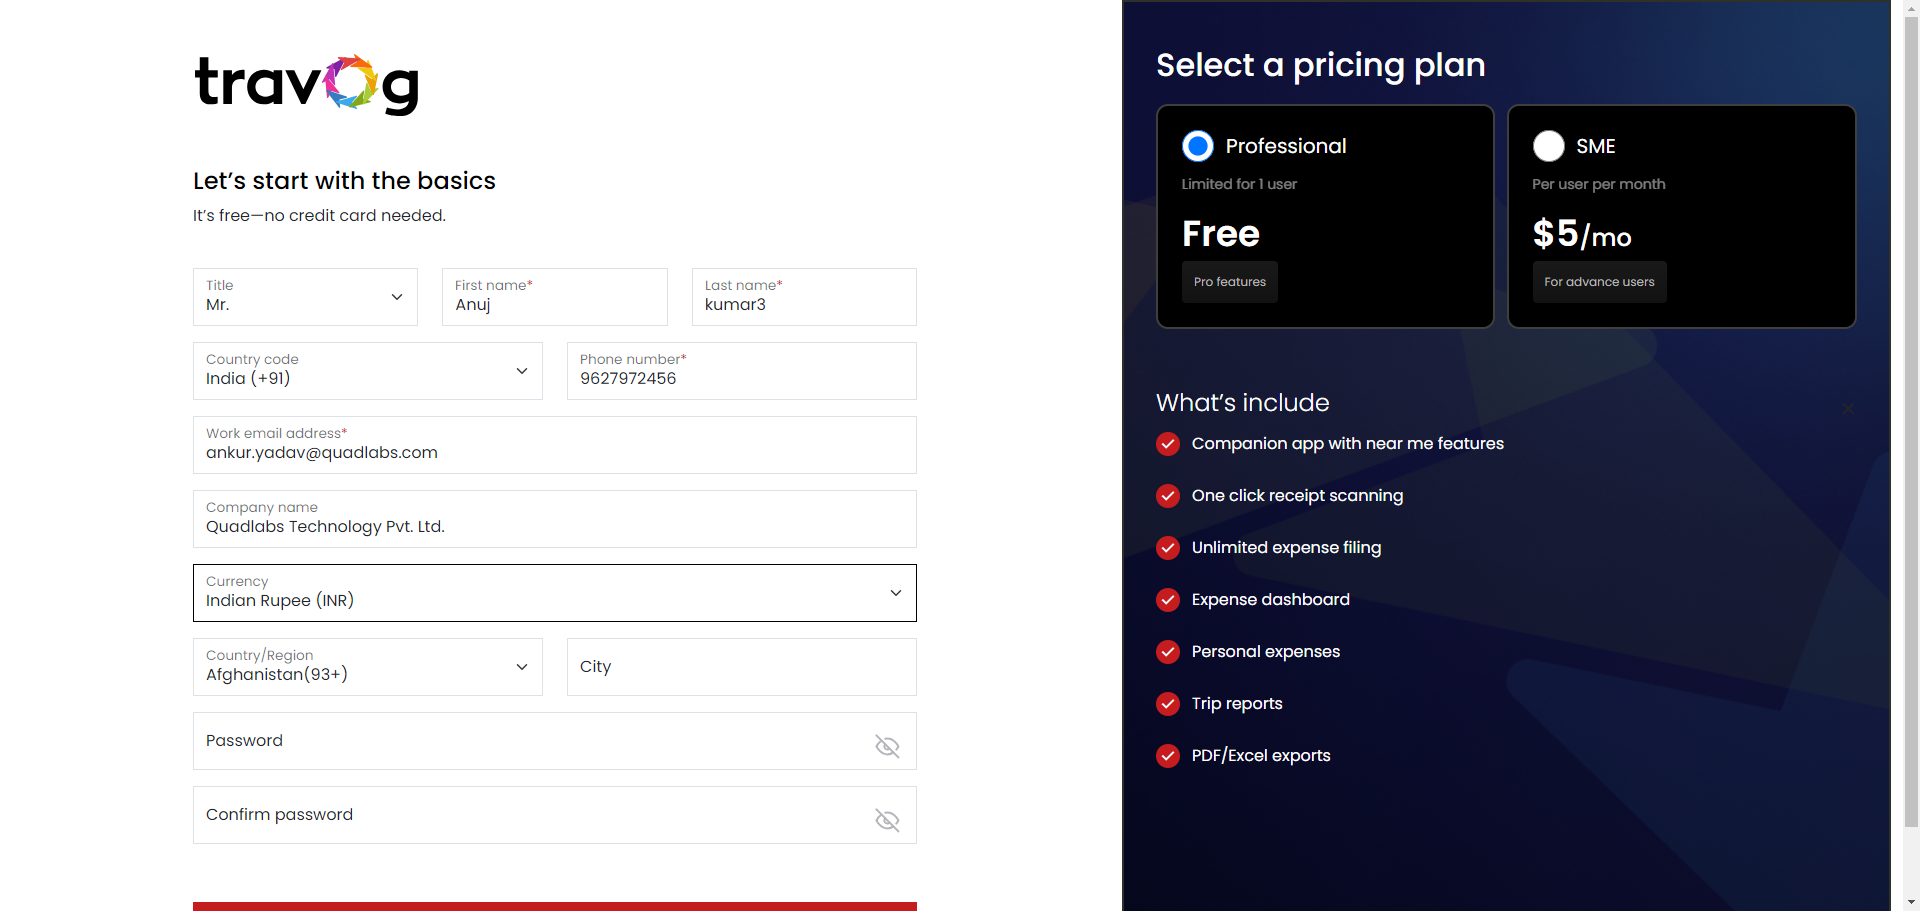 travog
Let’s start with the basics
It’s free—no credit card needed.
Title
Mr.
First name*
Anuj
Last name*
kumar3
Country code
India (+91)
Phone number*
9627972456
Work email address*
ankur.yadav@quadlabs.com
Company name
Quadlabs Technology Pvt. Ltd.
Currency
Indian Rupee (INR)
Country/Region
Afghanistan(93+)
City
Password
Confirm password
Select a pricing plan
Professional
Limited for 1 user
Free
Pro features
SME
Per user per month
$5/mo
For advance users
What’s include
Companion app with near me features
One click receipt scanning
Unlimited expense filing
Expense dashboard
Personal expenses
Trip reports
PDF/Excel exports